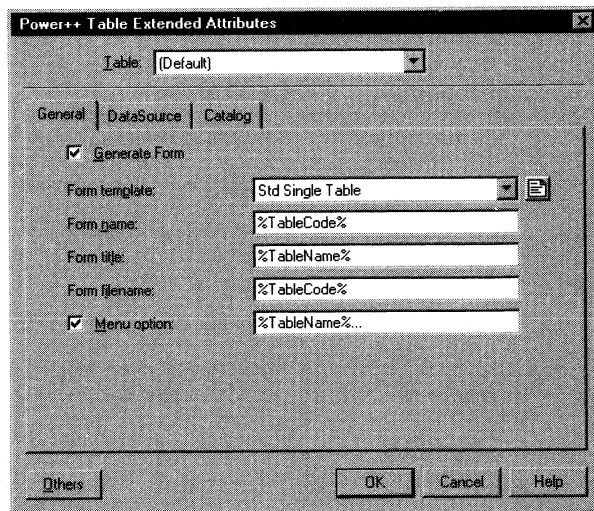 Power++ Table Extended Attributes
Table: (Default)
General DataSource Catalog
Generate Form
Form template: Std Single Table
Form name: %TableCode%
Form title: %TableName%
Form filename: %TableCode%
Menu option: %TableName%...
Others OK Cancel Help